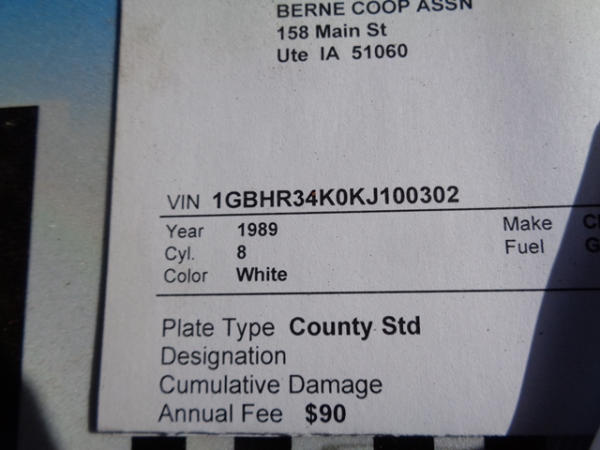 BERNE COOP ASSN
158 Main St
Ute IA 51060
VIN 1GBHR34K0KJ100302
Year 1989 Make
Cyl. 8 Fuel
Color White
Plate Type County Std
Designation
Cumulative Damage
Annual Fee $90